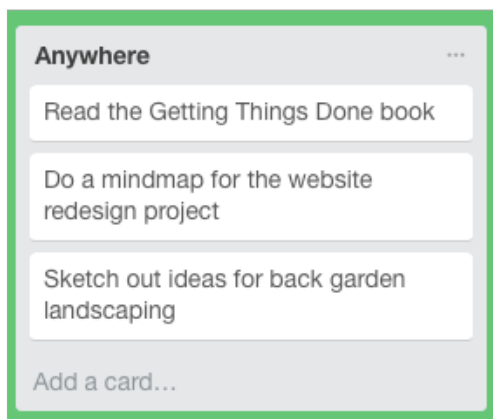 Anywhere
Read the Getting Things Done book
Do a mindmap for the website
redesign project
Sketch out ideas for back garden
landscaping
Add a card...